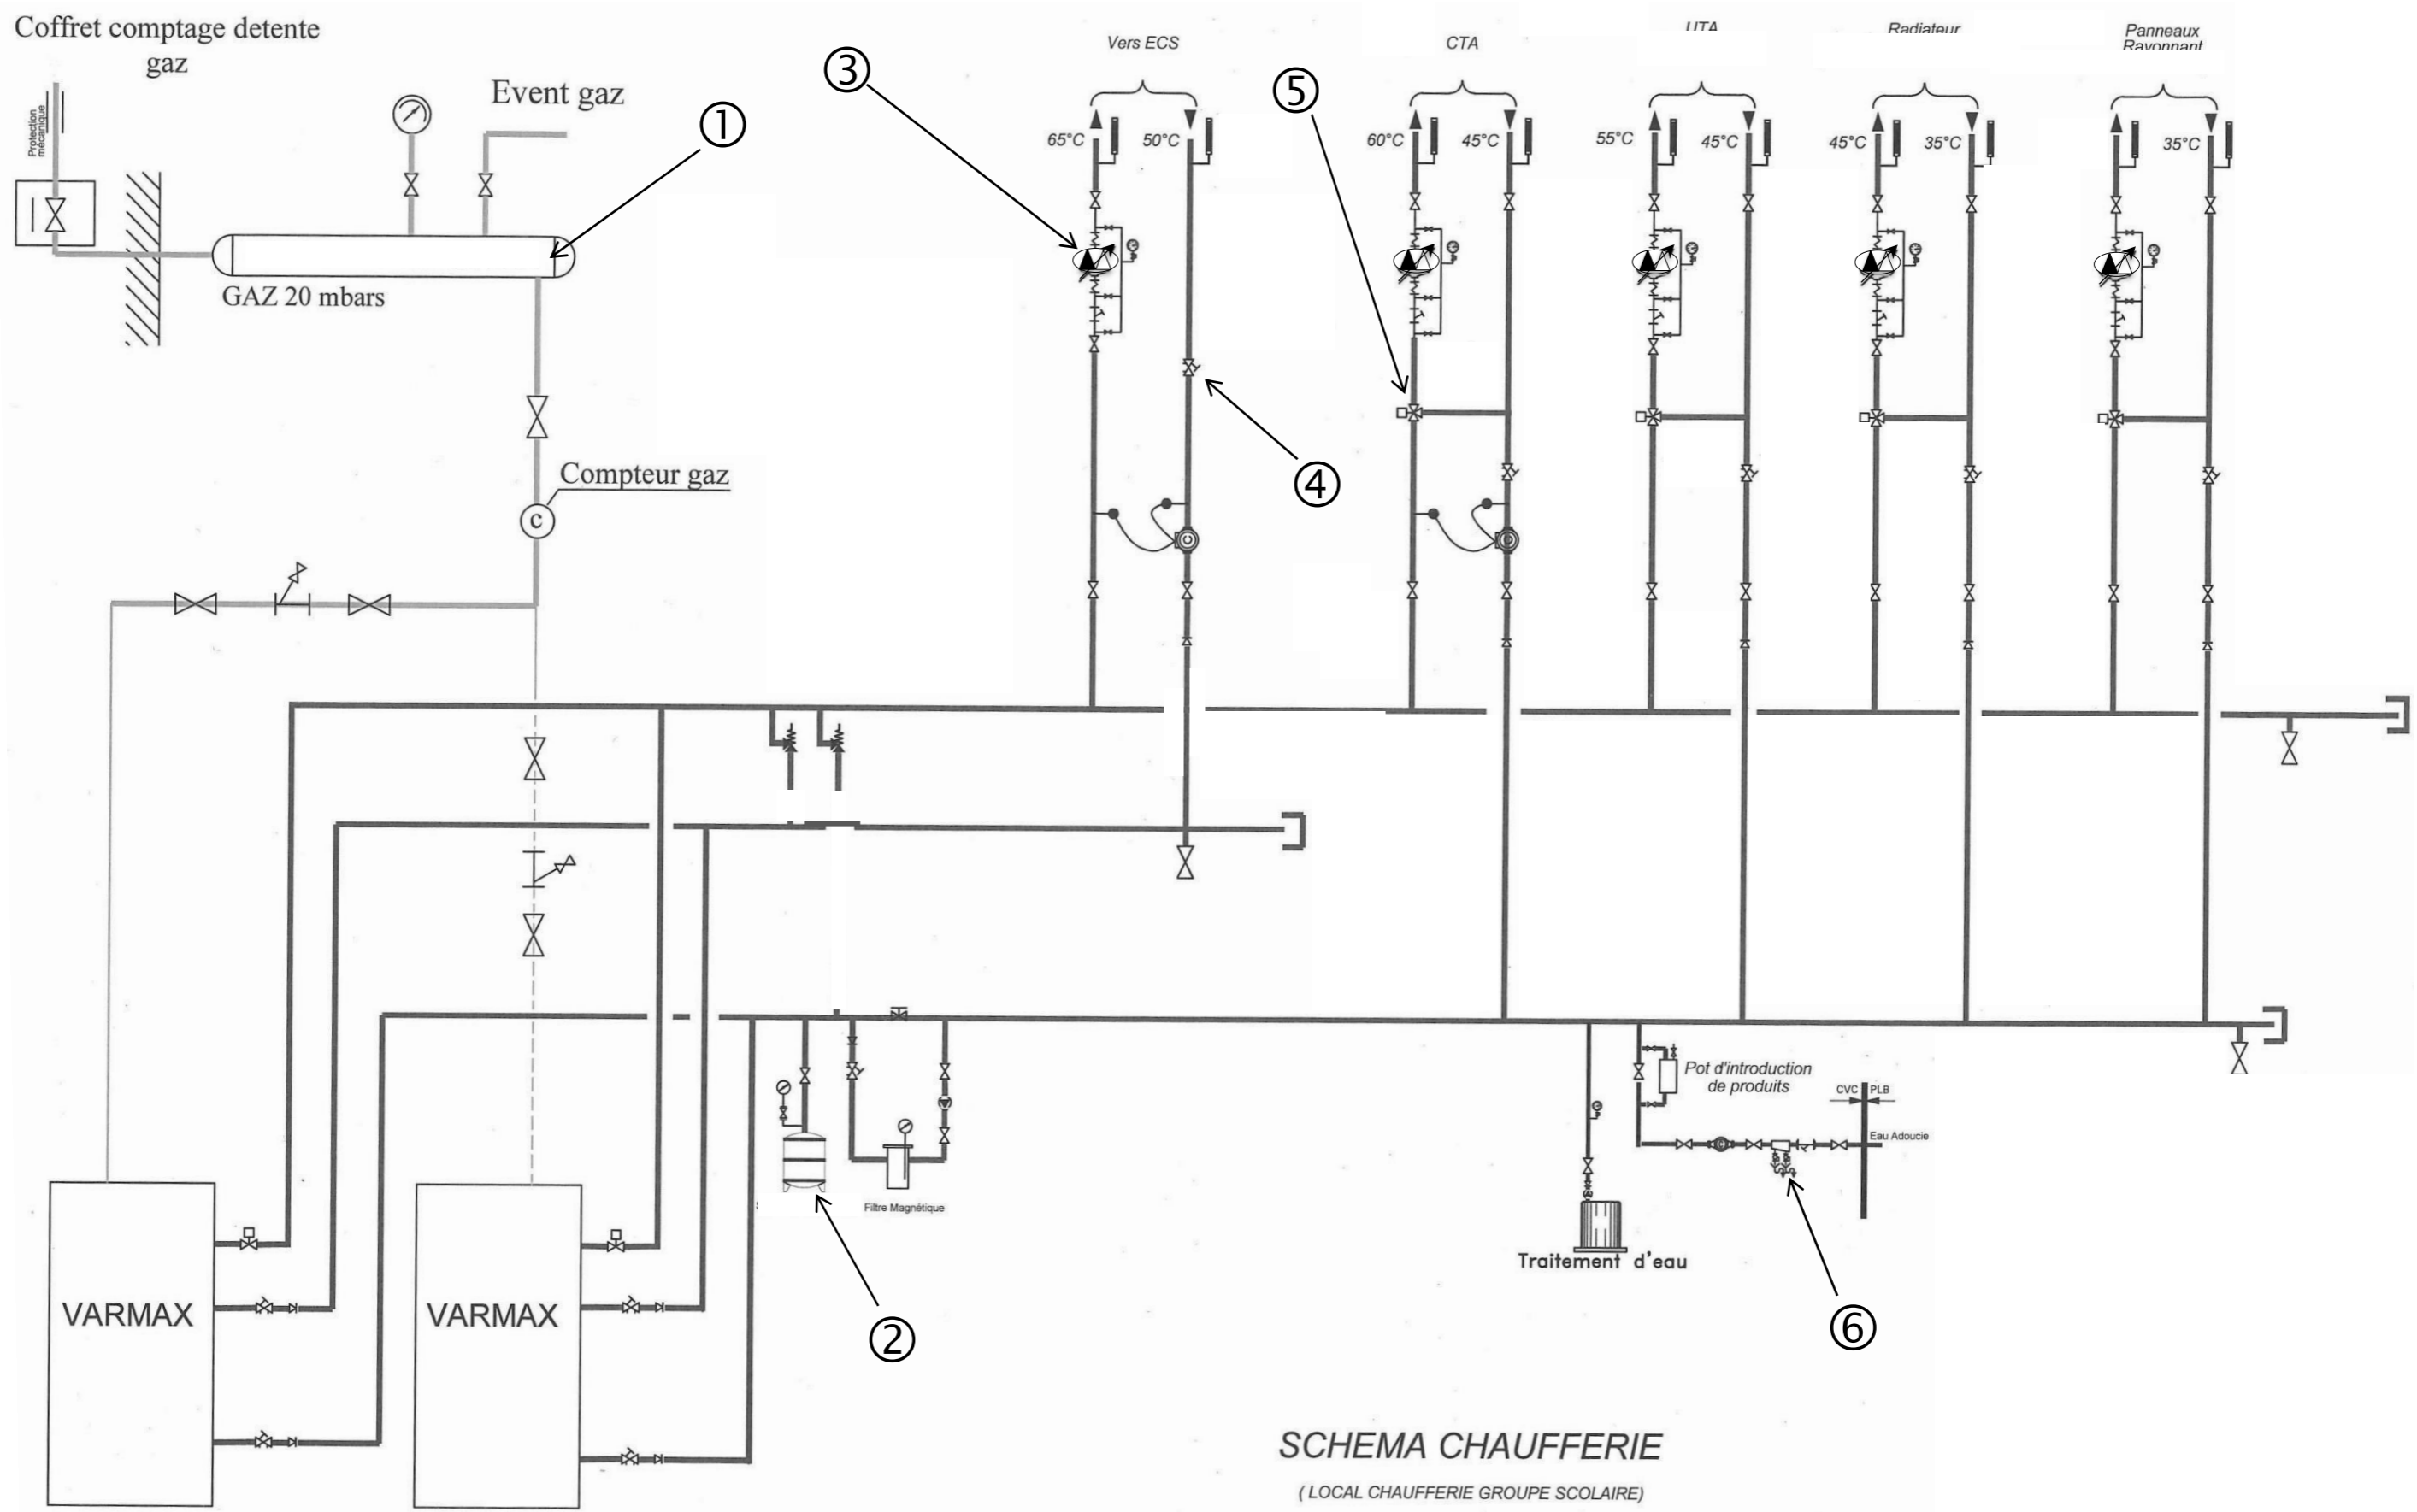 Coffret comptage detente
gaz
Protection
mécanique
Event gaz
①
GAZ 20 mbars
Compteur gaz
C
③
⑤
④
Vers ECS
65°C
50°C
CTA
60°C
45°C
UTA
55°C
45°C
Radiateur
45°C
35°C
Panneaux
Rayonnant
35°C
Pot d'introduction
de produits
CVC
PLB
Eau Adoucie
Filtre Magnétique
Traitement d'eau
②
⑥
VARMAX
VARMAX
SCHEMA CHAUFFERIE
( LOCAL CHAUFFERIE GROUPE SCOLAIRE)